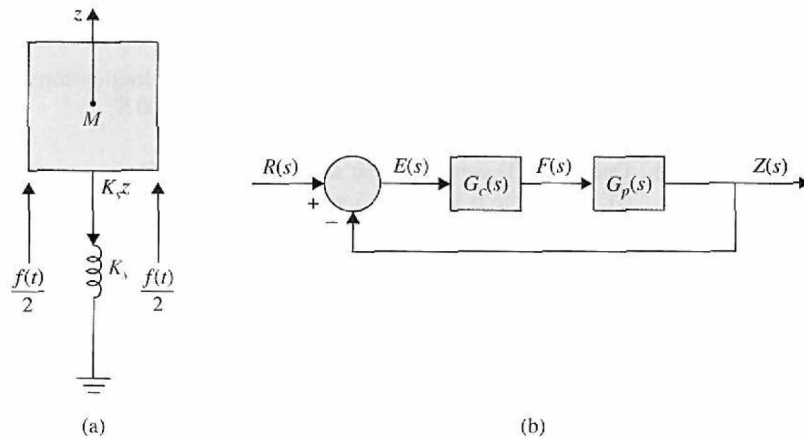 z
M
K_s z
K_s
f(t)/2
f(t)/2
(a)
R(s)
+
−
E(s)
G_c(s)
F(s)
G_p(s)
Z(s)
(b)